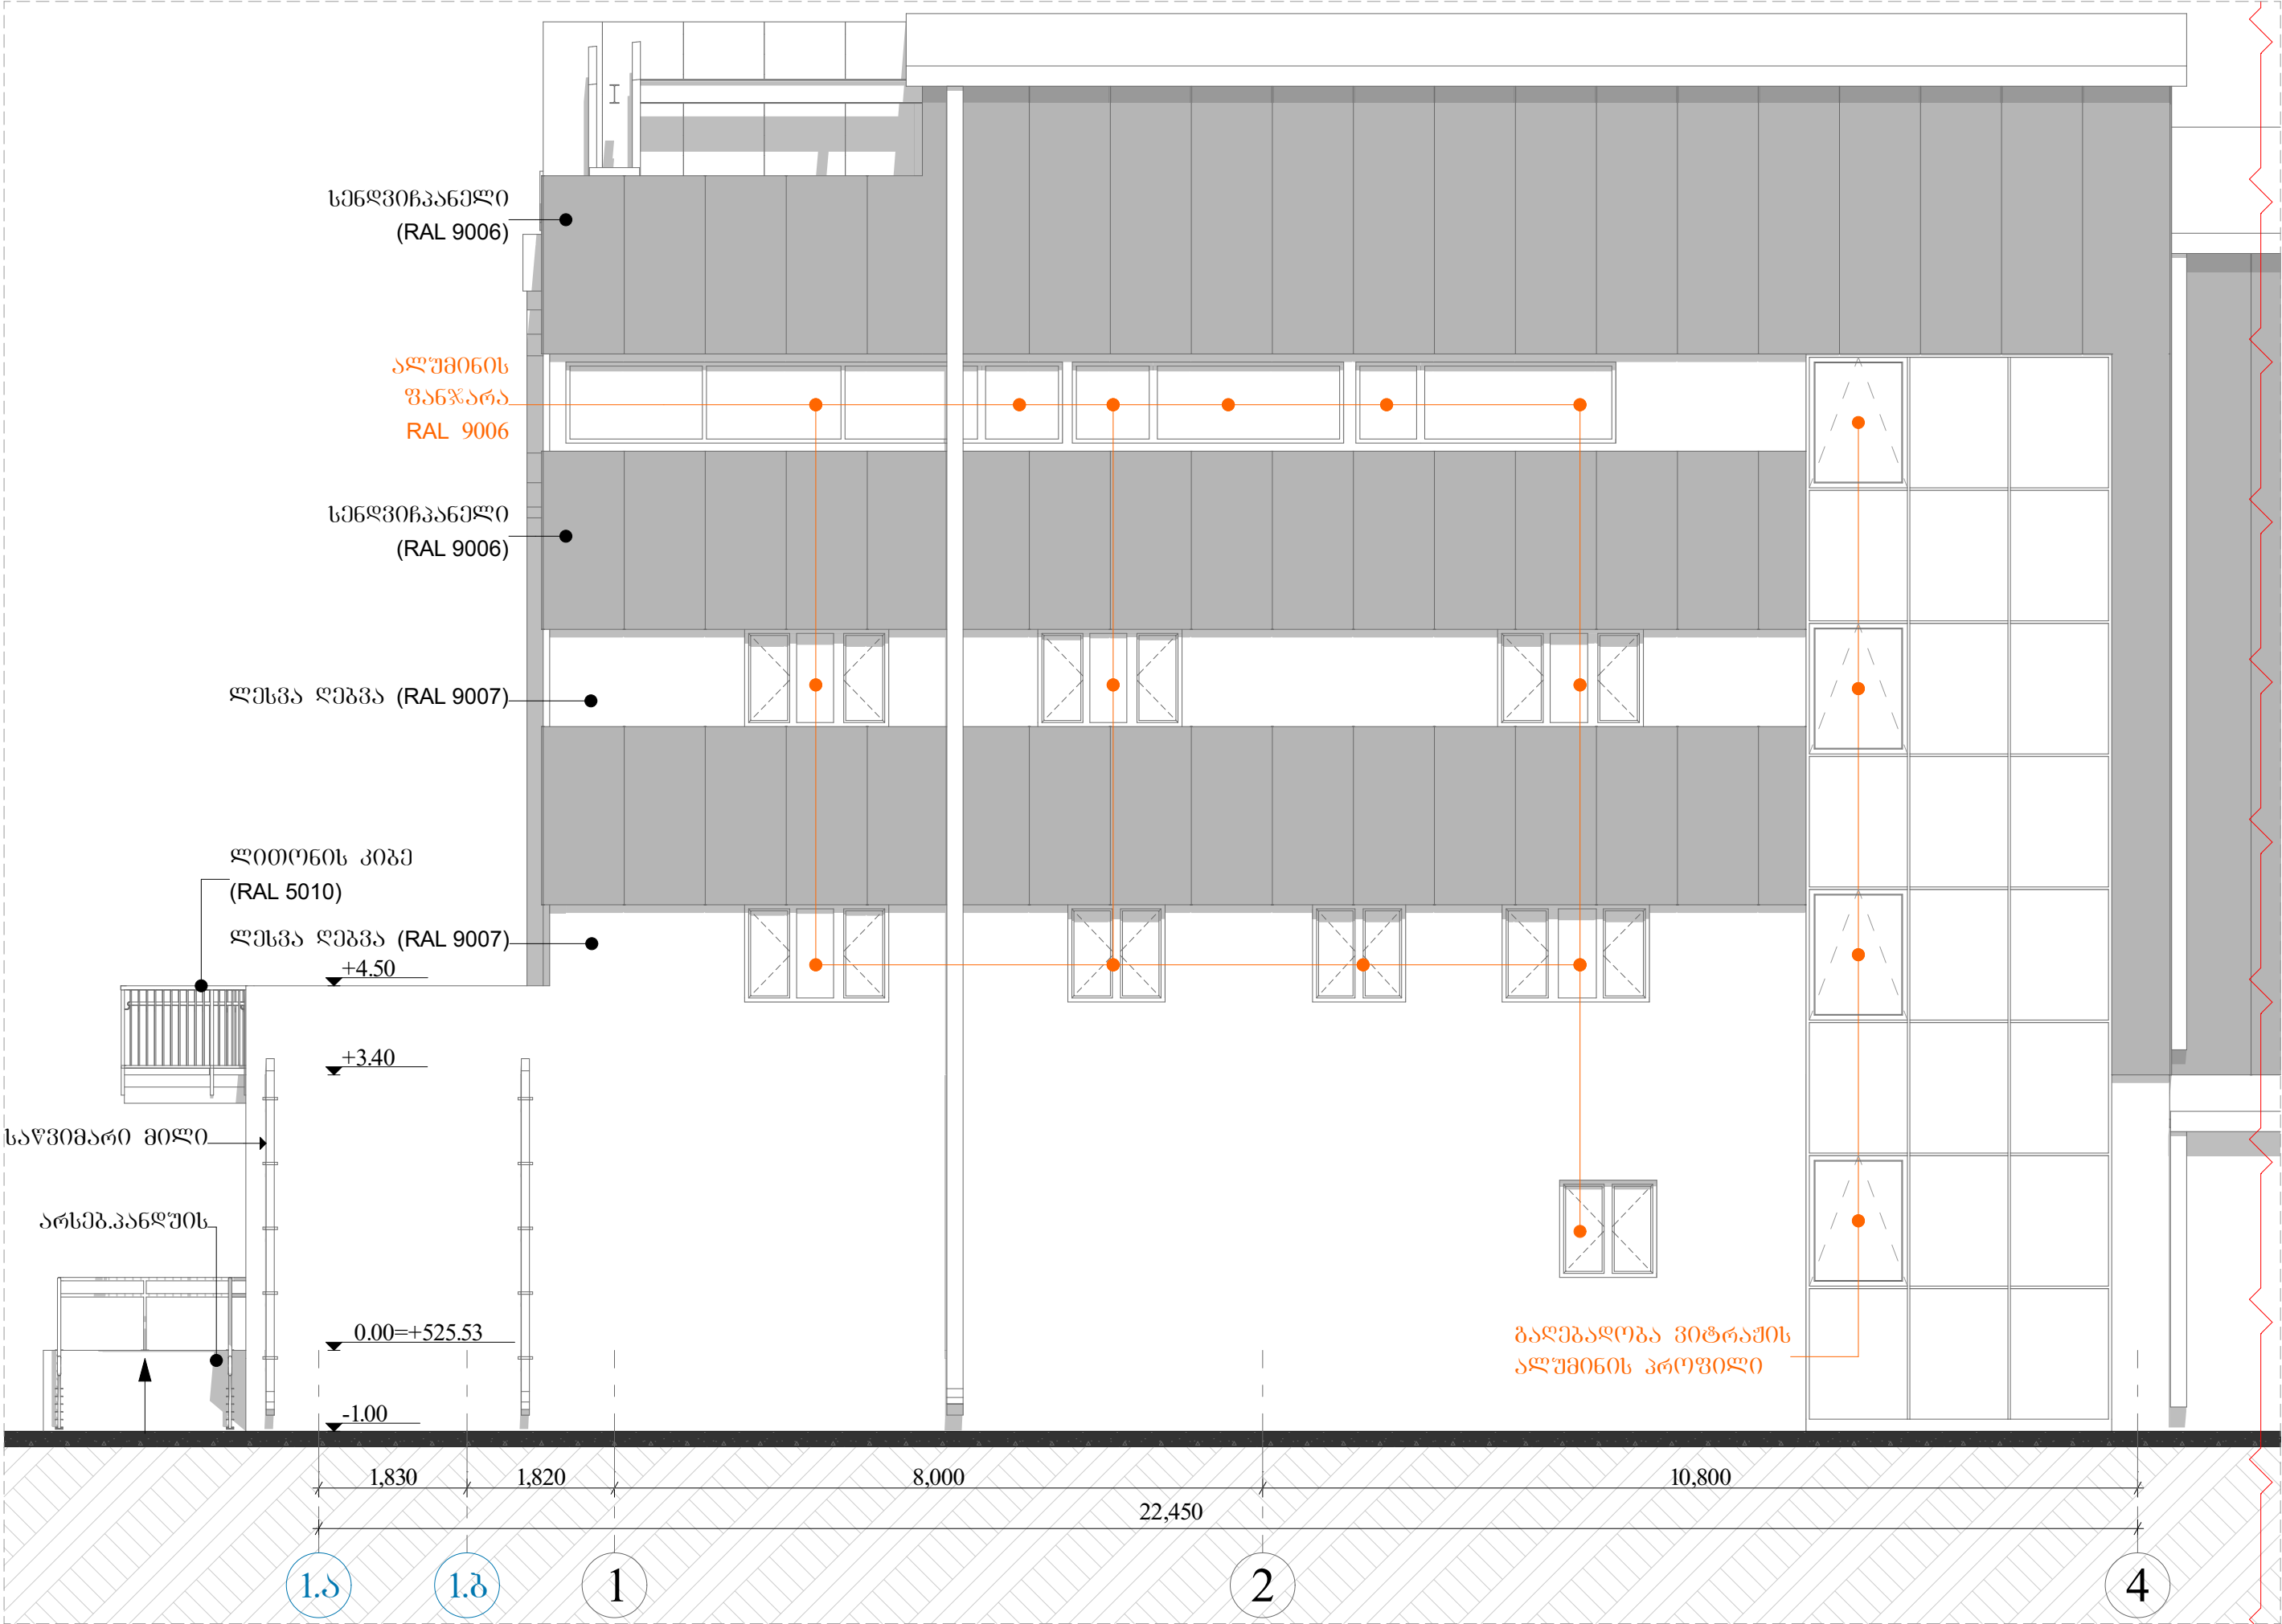 სენდვიჩპანელი
(RAL 9006)
ალუმინის
ფანჯარა
RAL 9006
სენდვიჩპანელი
(RAL 9006)
ლესვა ღებვა (RAL 9007)
ლითონის კიბე
(RAL 5010)
ლესვა ღებვა (RAL 9007)
+4.50
+3.40
საწვიმარი მილი
არსებ.პანდუის
0.00=+525.53
გაღებადობა ვიტრაჟის
ალუმინის პროფილი
-1.00
1,830 1,820 8,000 10,800
22,450
1.ა 1.ბ 1 2 4